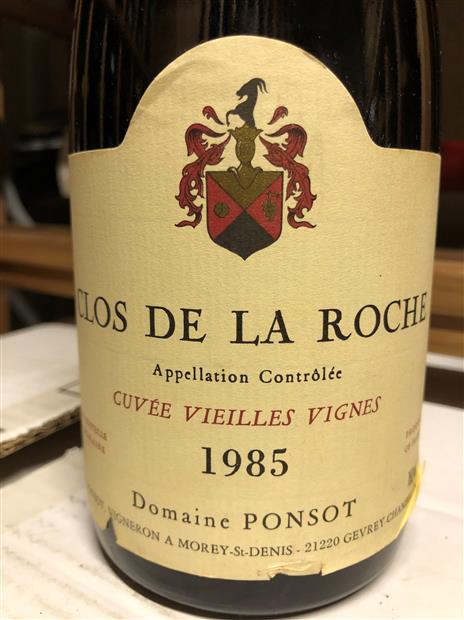 CLOS DE LA ROCHE
Appellation Contrôlée
CUVÉE VIEILLES VIGNES
1985
Domaine PONSOT
VIGNERON A MOREY-St-DENIS - 21220 GEVREY-CHAM